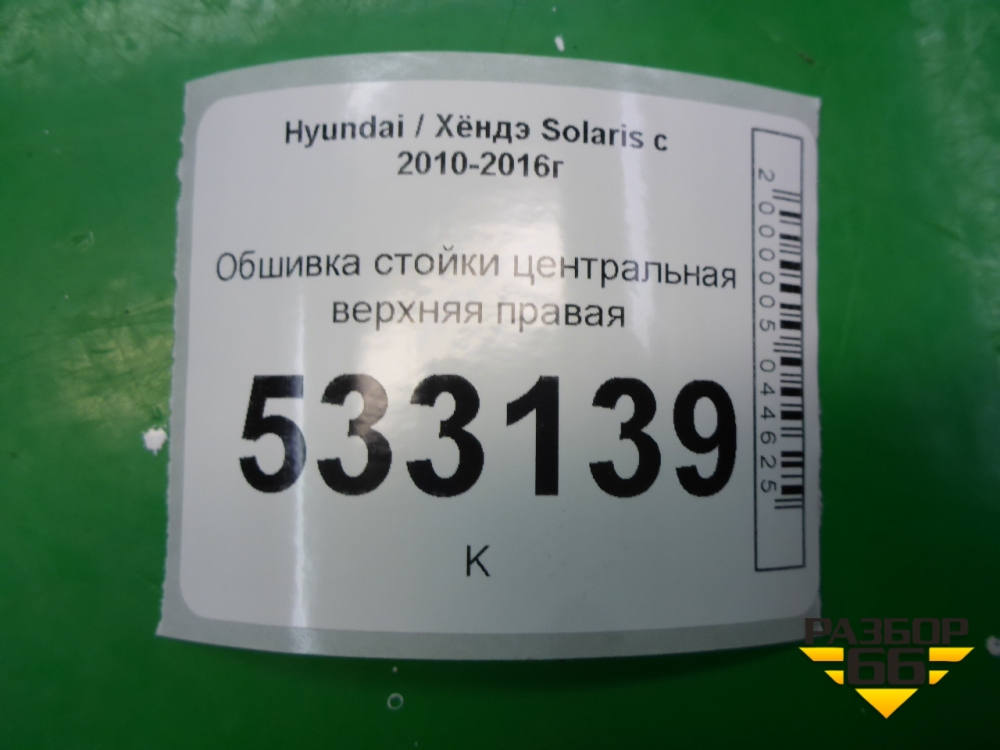 Hyundai / Хёндэ Solaris с
2010-2016г
Обшивка стойки центральная
верхняя правая
533139
К
2000005044625
РАЗБОР
66